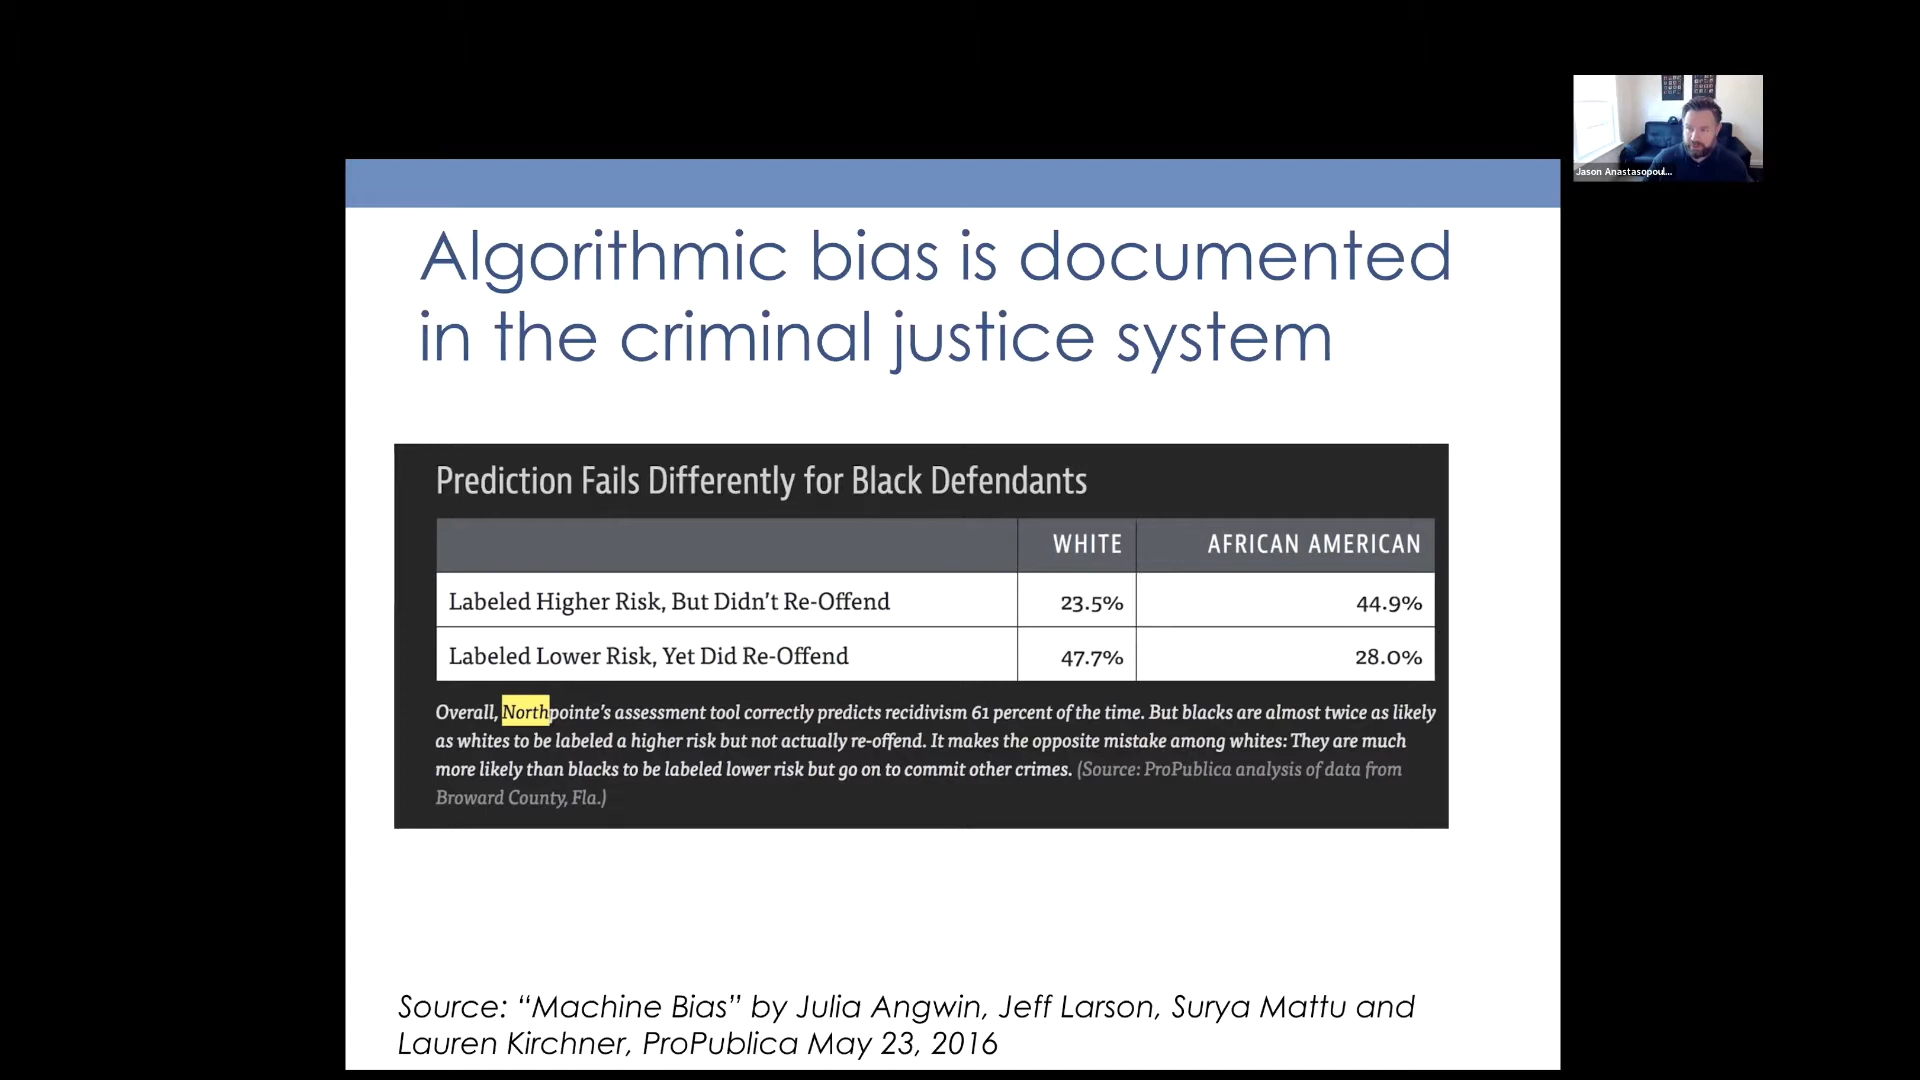 Jason Anastasopoul...
Algorithmic bias is documented
in the criminal justice system
Prediction Fails Differently for Black Defendants
WHITE AFRICAN AMERICAN
Labeled Higher Risk, But Didn't Re-Offend 23.5% 44.9%
Labeled Lower Risk, Yet Did Re-Offend 47.7% 28.0%
Overall, Northpointe's assessment tool correctly predicts recidivism 61 percent of the time. But blacks are almost twice as likely
as whites to be labeled a higher risk but not actually re-offend. It makes the opposite mistake among whites: They are much
more likely than blacks to be labeled lower risk but go on to commit other crimes. (Source: ProPublica analysis of data from
Broward County, Fla.)
Source: “Machine Bias” by Julia Angwin, Jeff Larson, Surya Mattu and
Lauren Kirchner, ProPublica May 23, 2016